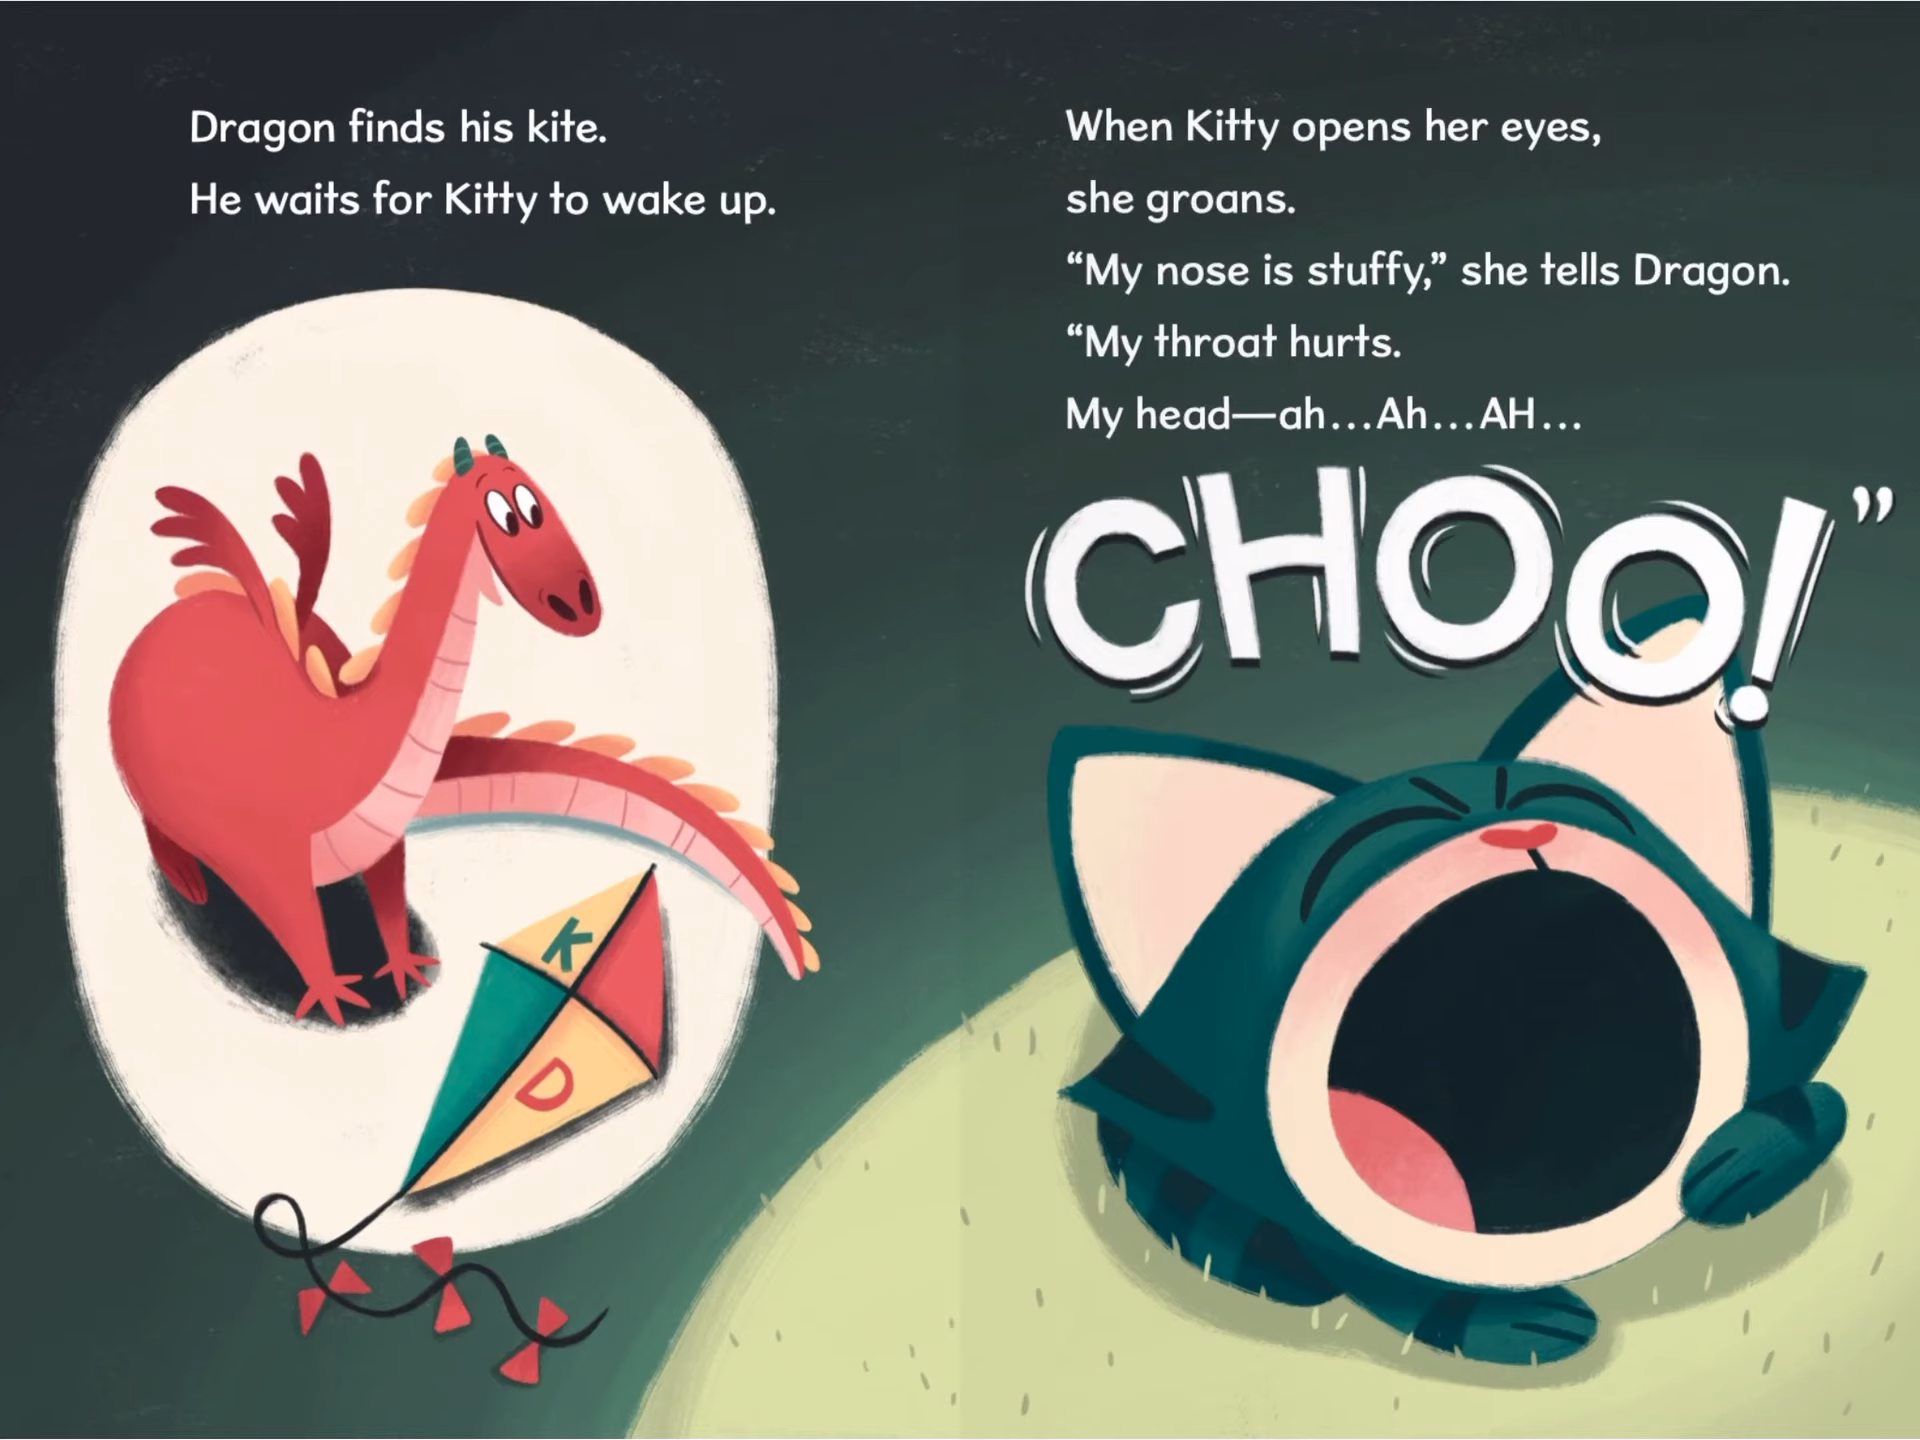 Dragon finds his kite.
He waits for Kitty to wake up.
When Kitty opens her eyes,
she groans.
“My nose is stuffy,” she tells Dragon.
“My throat hurts.
My head—ah…Ah…AH…
CHOO!”
K
D